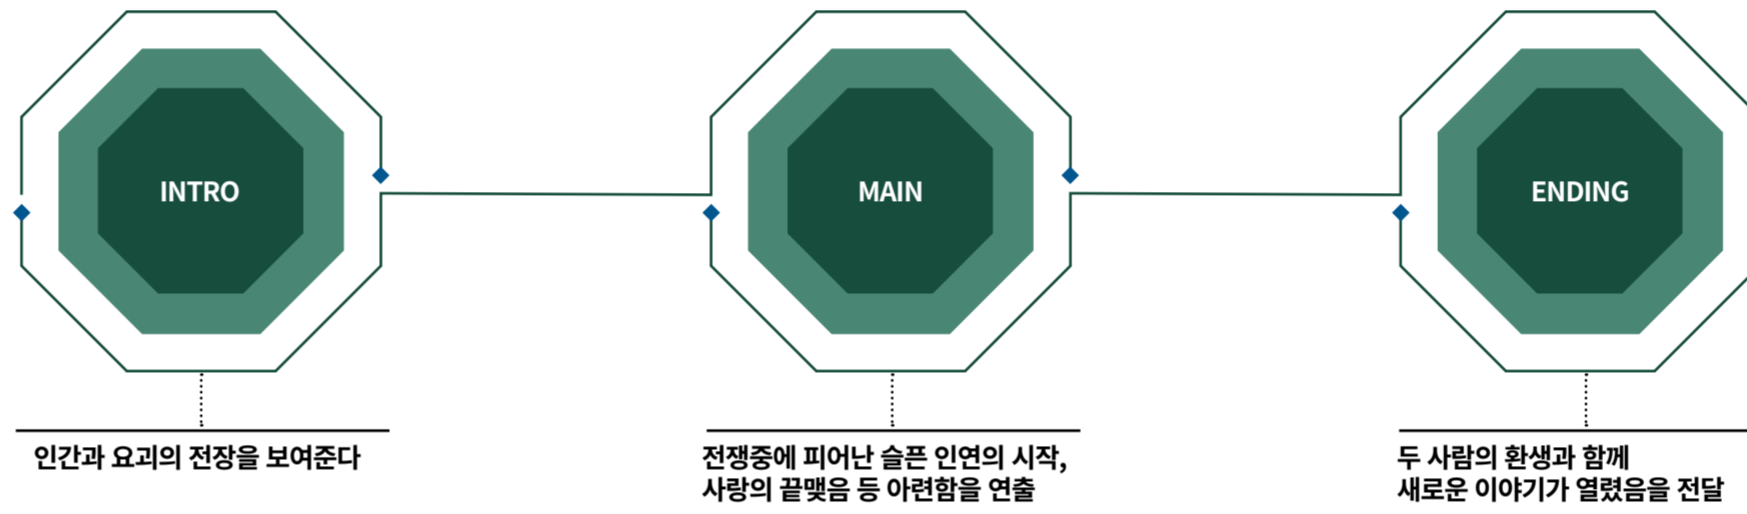 INTRO
MAIN
ENDING
인간과 요괴의 전장을 보여준다
전쟁중에 피어난 슬픈 인연의 시작,
사랑의 끝맺음 등 아련함을 연출
두 사람의 환생과 함께
새로운 이야기가 열렸음을 전달